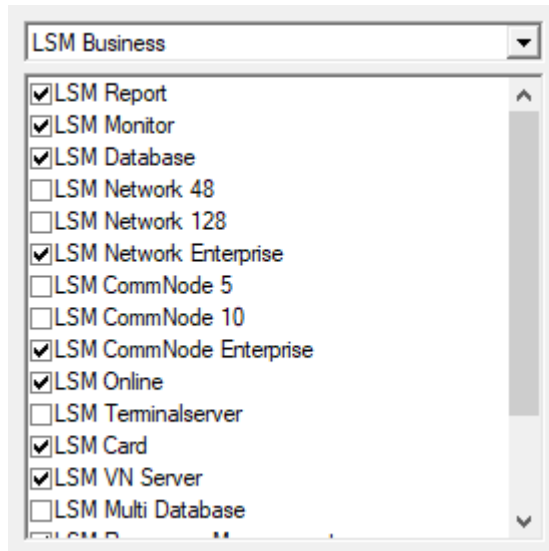 LSM Business
LSM Report
LSM Monitor
LSM Database
LSM Network 48
LSM Network 128
LSM Network Enterprise
LSM CommNode 5
LSM CommNode 10
LSM CommNode Enterprise
LSM Online
LSM Terminalserver
LSM Card
LSM VN Server
LSM Multi Database
LSM